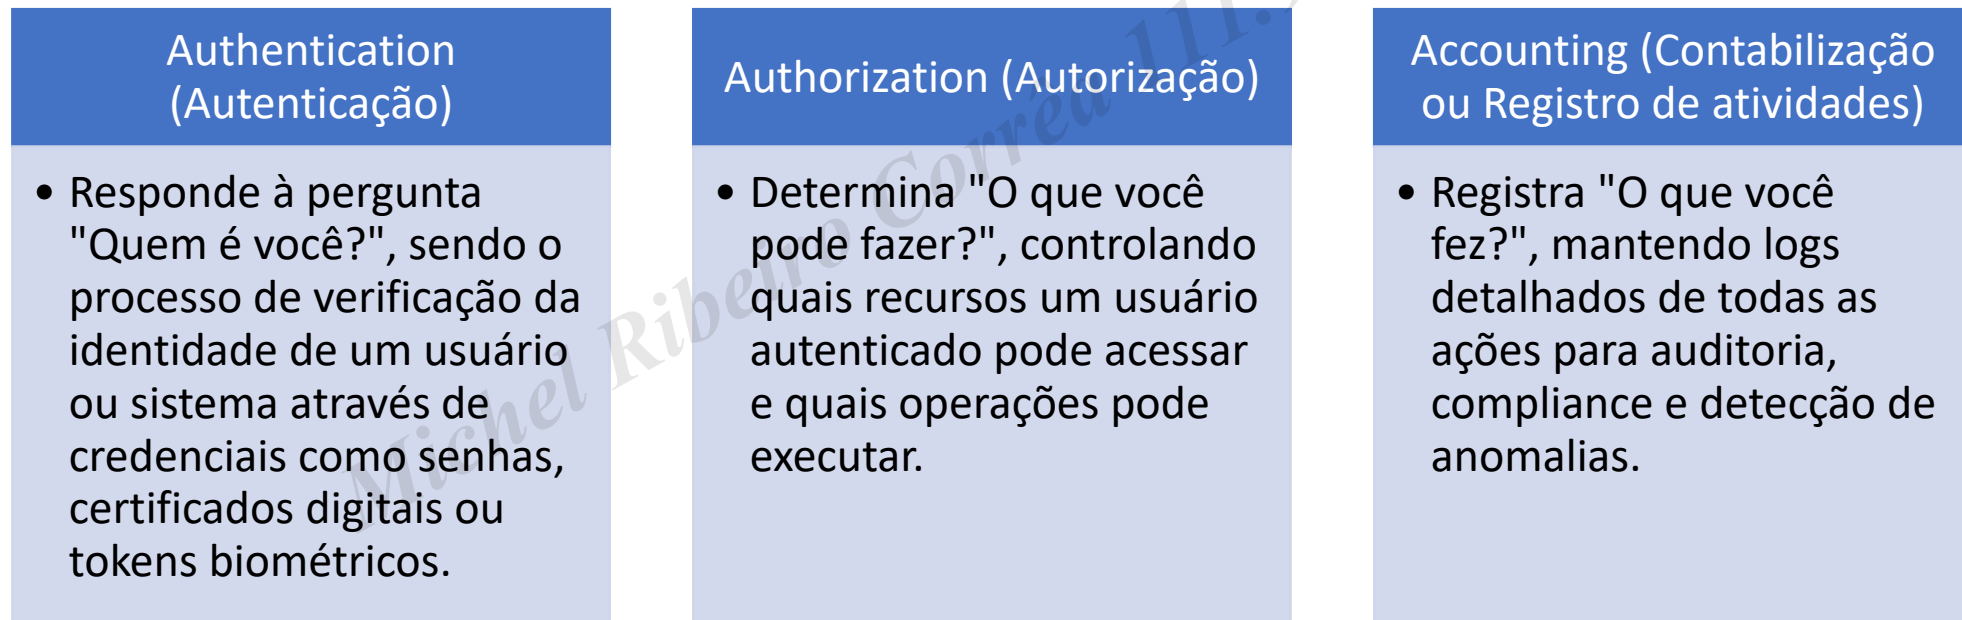 Authentication
(Autenticação)
• Responde à pergunta
"Quem é você?", sendo o
processo de verificação da
identidade de um usuário
ou sistema através de
credenciais como senhas,
certificados digitais ou
tokens biométricos.
Authorization (Autorização)
• Determina "O que você
pode fazer?", controlando
quais recursos um usuário
autenticado pode acessar
e quais operações pode
executar.
Accounting (Contabilização
ou Registro de atividades)
• Registra "O que você
fez?", mantendo logs
detalhados de todas as
ações para auditoria,
compliance e detecção de
anomalias.
Michel Ribeiro Corrêa 111.